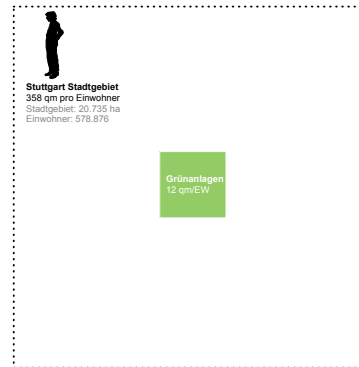 Stuttgart Stadtgebiet
358 qm pro Einwohner
Stadtgebiet: 20.735 ha
Einwohner: 578.876
Grünanlagen
12 qm/EW